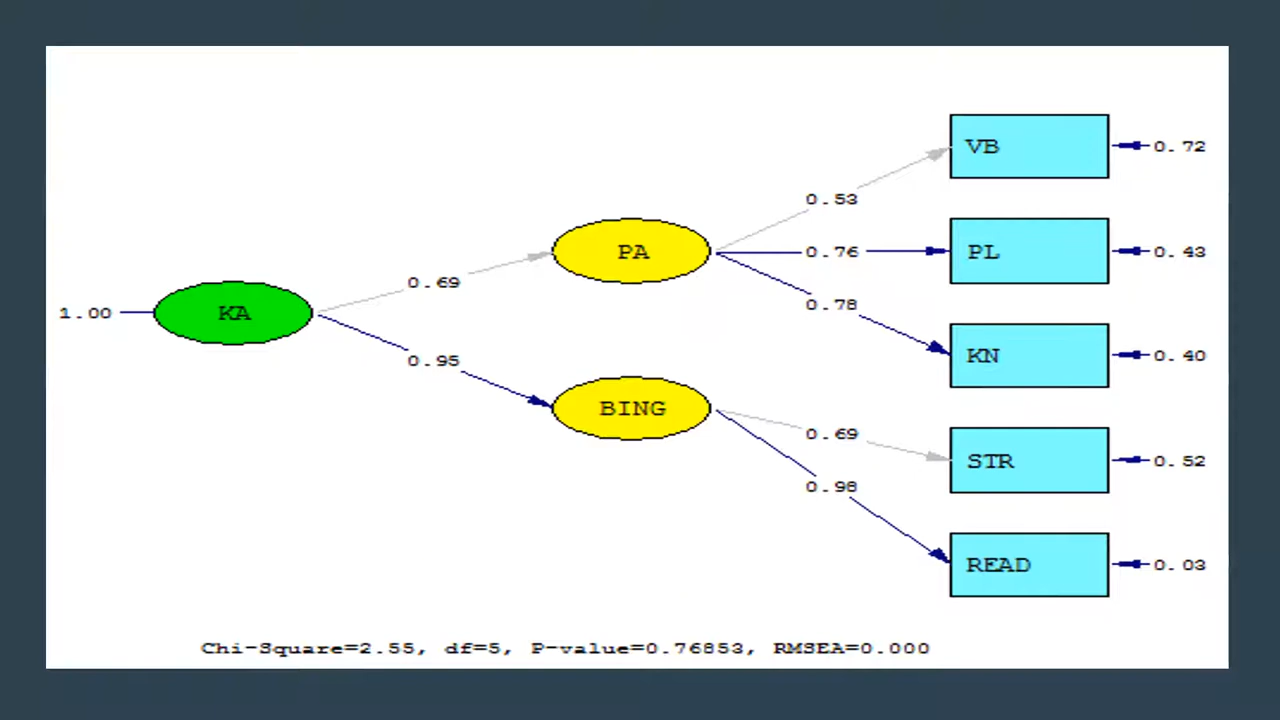 VB
0.72
0.53
PA
0.76
PL
0.43
0.69
0.78
1.00
KA
KN
0.40
0.95
BING
0.69
STR
0.52
0.98
READ
0.03
Chi-Square=2.55, df=5, P-value=0.76853, RMSEA=0.000